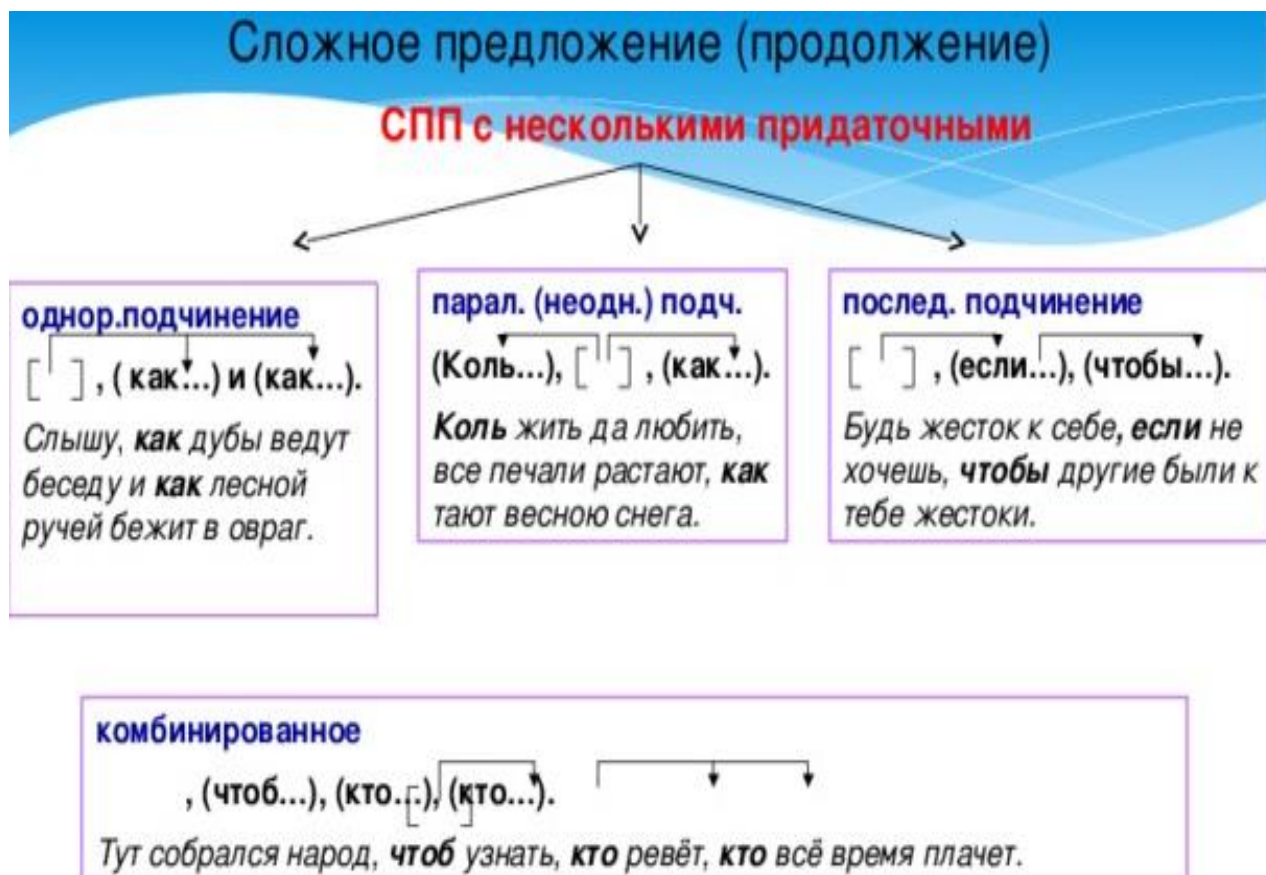 Сложное предложение (продолжение)
СПП с несколькими придаточными
однор.подчинение
[ ] , ( как...) и (как...).
Слышу, как дубы ведут
беседу и как лесной
ручей бежит в овраг.
парал. (неодн.) подч.
(Коль...), [ ] , (как...).
Коль жить да любить,
все печали растают, как
тают весною снега.
послед. подчинение
[ ] , (если...), (чтобы...).
Будь жесток к себе, если не
хочешь, чтобы другие были к
тебе жестоки.
комбинированное
, (чтоб...), (кто...), (кто...).
Тут собрался народ, чтоб узнать, кто ревёт, кто всё время плачет.